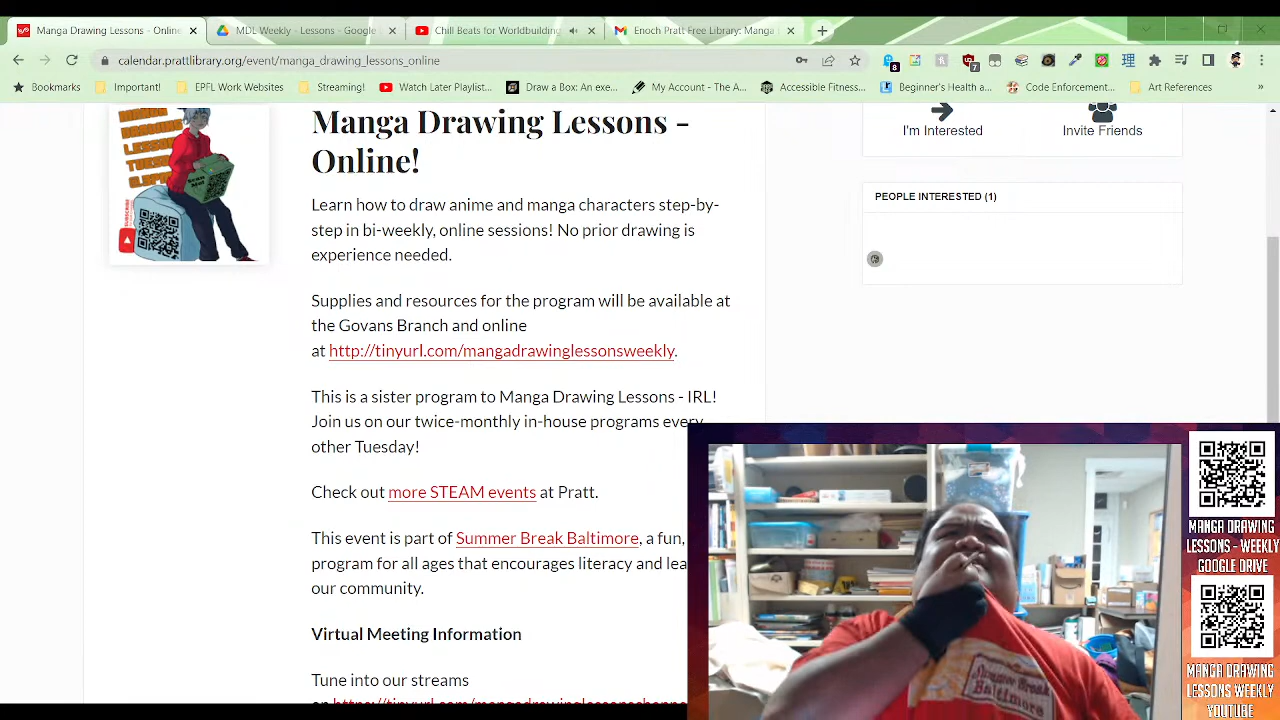 Manga Drawing Lessons - Online
MDL Weekly - Lessons - Google
Chill Beats for Worldbuilding
Enoch Pratt Free Library: Manga
calendar.prattlibrary.org/event/manga_drawing_lessons_online
8
7
Bookmarks
Important!
EPFL Work Websites
Streaming!
Watch Later Playlist...
Draw a Box: An exe...
My Account - The A...
Accessible Fitness...
Beginner's Health a...
Code Enforcement...
Art References
»
MANGA
DRAWING
LESSONS
SUBSCRIBE
Manga Drawing Lessons -
Online!
Learn how to draw anime and manga characters step-by-
step in bi-weekly, online sessions! No prior drawing is
experience needed.
Supplies and resources for the program will be available at
the Govans Branch and online
at http://tinyurl.com/mangadrawinglessonsweekly.
This is a sister program to Manga Drawing Lessons - IRL!
Join us on our twice-monthly in-house programs every
other Tuesday!
Check out more STEAM events at Pratt.
This event is part of Summer Break Baltimore, a fun,
program for all ages that encourages literacy and lea
our community.
Virtual Meeting Information
Tune into our streams
I'm Interested
Invite Friends
PEOPLE INTERESTED (1)
Summer Break
Baltimore
MANGA DRAWING
LESSONS - WEEKLY
GOOGLE DRIVE
MANGA DRAWING
LESSONS WEEKLY
YOUTUBE